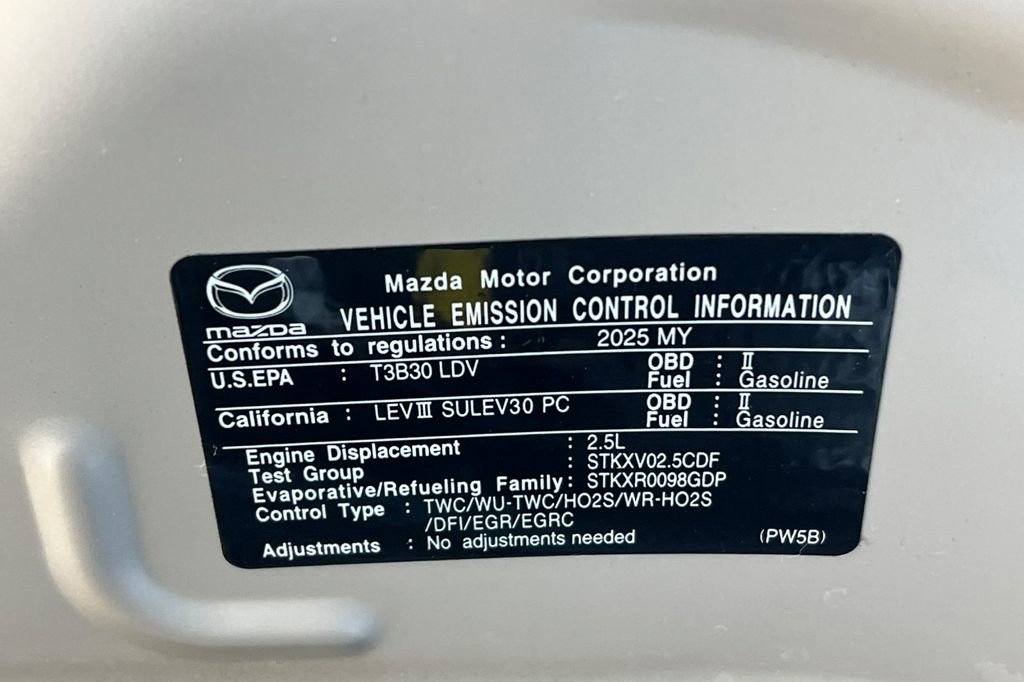 mazda
Mazda Motor Corporation
VEHICLE EMISSION CONTROL INFORMATION
Conforms to regulations : 2025 MY
U.S.EPA : T3B30 LDV OBD : Ⅱ
Fuel : Gasoline
California : LEVⅢ SULEV30 PC OBD : Ⅱ
Fuel : Gasoline
Engine Displacement : 2.5L
Test Group : STKXV02.5CDF
Evaporative/Refueling Family : STKXR0098GDP
Control Type : TWC/WU-TWC/HO2S/WR-HO2S
/DFI/EGR/EGRC
Adjustments : No adjustments needed (PW5B)